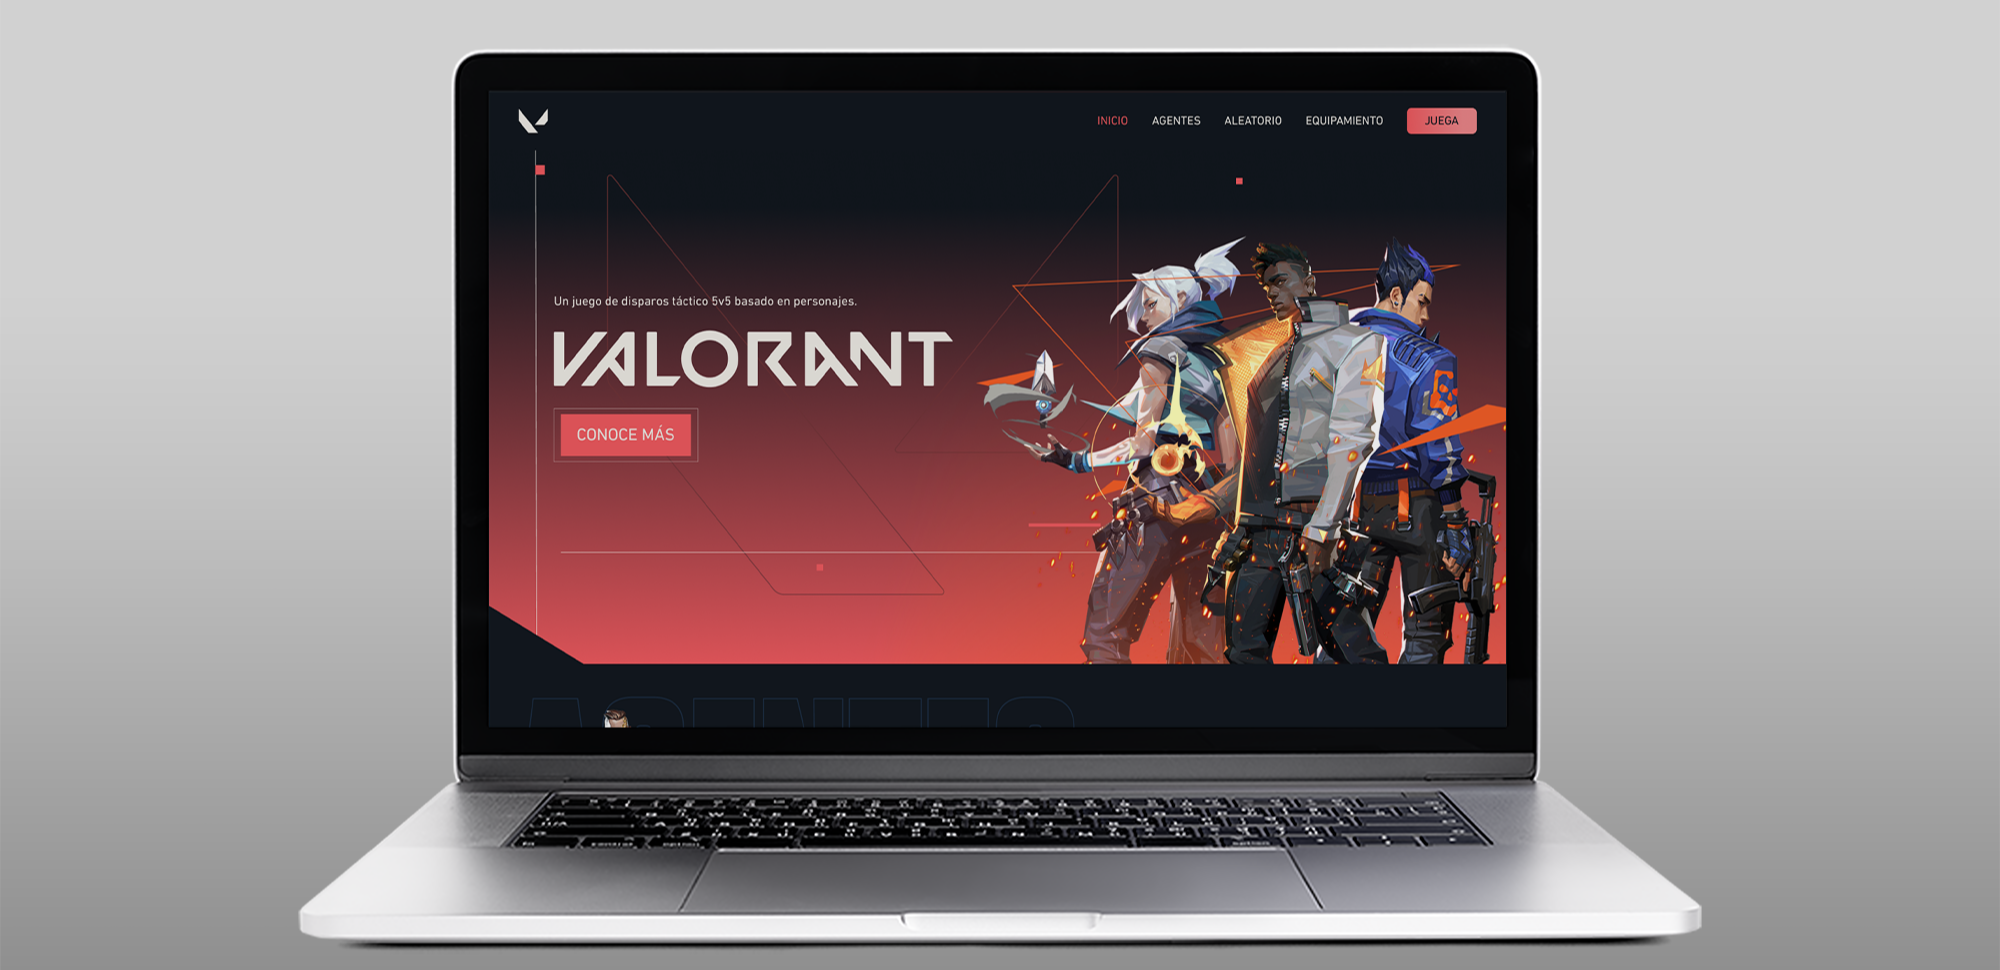 INICIO AGENTES ALEATORIO EQUIPAMIENTO JUEGA
Un juego de disparos táctico 5v5 basado en personajes.
VALORANT
CONOCE MÁS